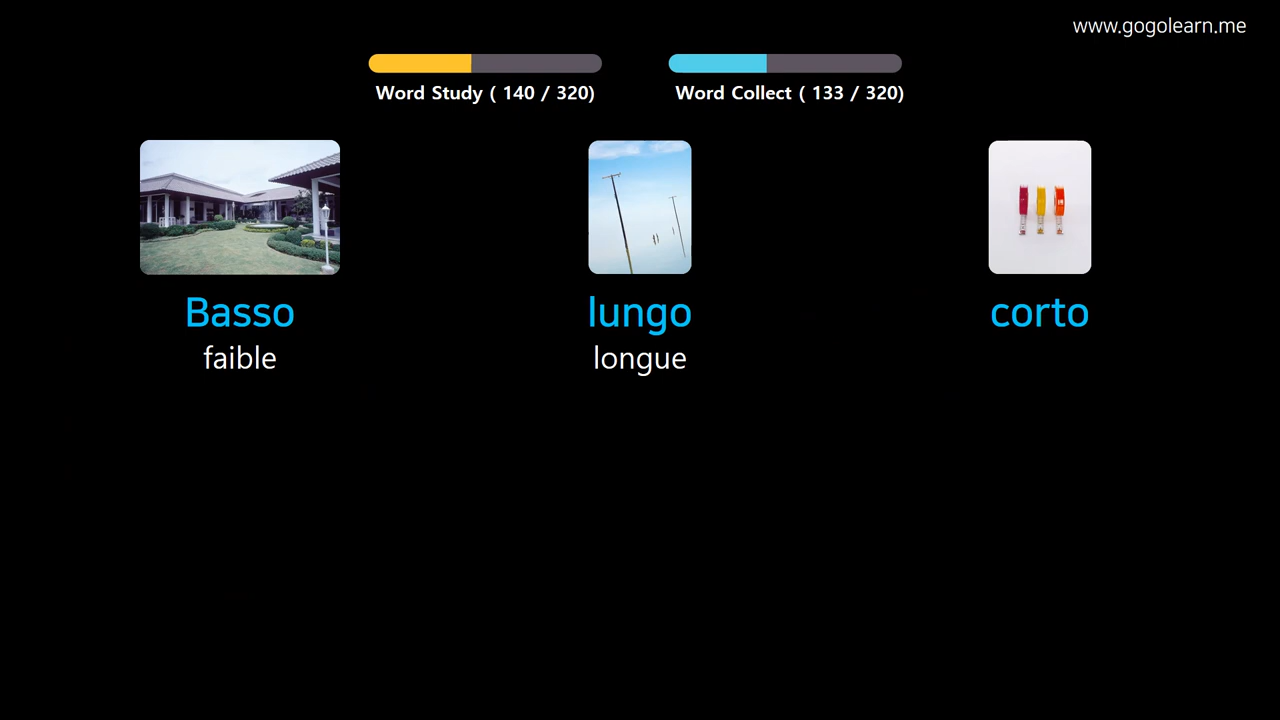 www.gogolearn.me
Word Study ( 140 / 320)
Word Collect ( 133 / 320)
Basso
faible
lungo
longue
corto